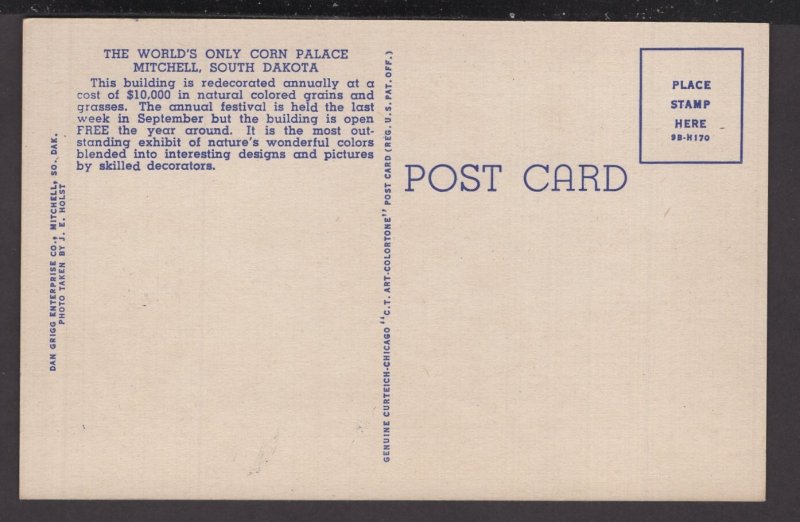 THE WORLD'S ONLY CORN PALACE
MITCHELL, SOUTH DAKOTA
This building is redecorated annually at a
cost of $10,000 in natural colored grains and
grasses. The annual festival is held the last
week in September but the building is open
FREE the year around. It is the most out-
standing exhibit of nature's wonderful colors
blended into interesting designs and pictures
by skilled decorators.
DAN GRIGG ENTERPRISE CO., MITCHELL, SO. DAK.
PHOTO TAKEN BY J. E. HOLST
GENUINE CURTEICH-CHICAGO "C.T. ART-COLORTONE" POST CARD (REG. U.S. PAT. OFF.)
POST CARD
PLACE
STAMP
HERE
9B-H170